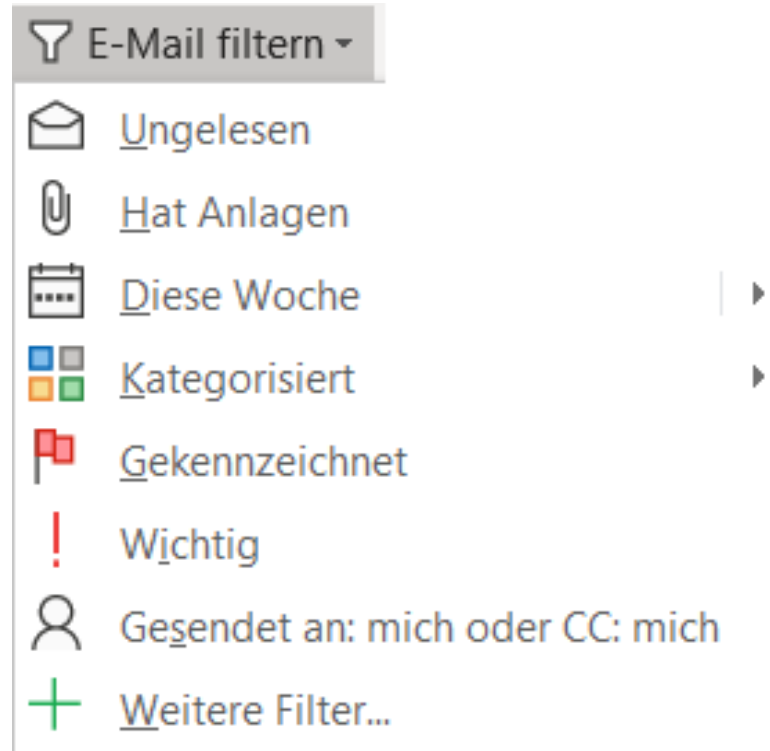 E-Mail filtern
Ungelesen
Hat Anlagen
Diese Woche
Kategorisiert
Gekennzeichnet
Wichtig
Gesendet an: mich oder CC: mich
Weitere Filter...